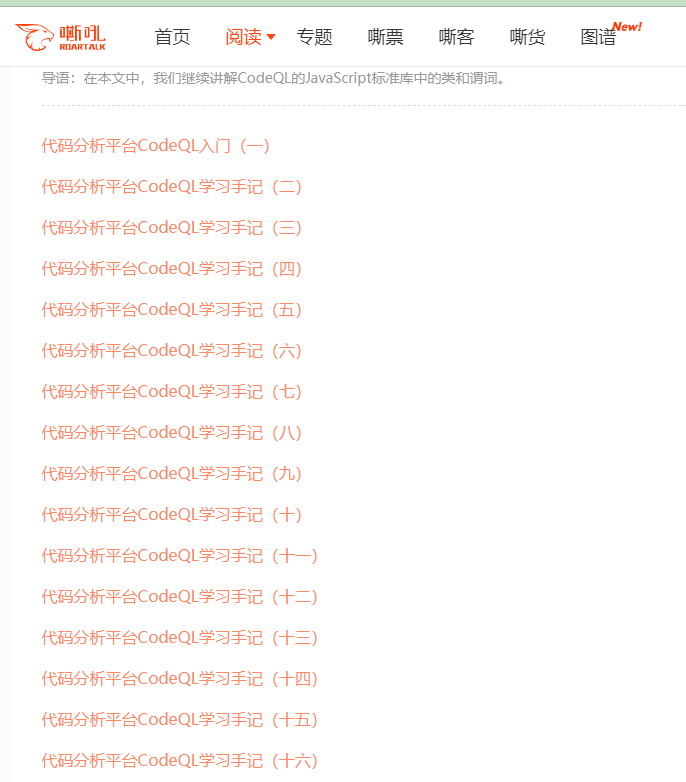 嘶吼 ROARTALK 首页 阅读 专题 嘶票 嘶客 嘶货 图谱 New!
导语：在本文中，我们继续讲解CodeQL的JavaScript标准库中的类和谓词。
代码分析平台CodeQL入门（一）
代码分析平台CodeQL学习手记（二）
代码分析平台CodeQL学习手记（三）
代码分析平台CodeQL学习手记（四）
代码分析平台CodeQL学习手记（五）
代码分析平台CodeQL学习手记（六）
代码分析平台CodeQL学习手记（七）
代码分析平台CodeQL学习手记（八）
代码分析平台CodeQL学习手记（九）
代码分析平台CodeQL学习手记（十）
代码分析平台CodeQL学习手记（十一）
代码分析平台CodeQL学习手记（十二）
代码分析平台CodeQL学习手记（十三）
代码分析平台CodeQL学习手记（十四）
代码分析平台CodeQL学习手记（十五）
代码分析平台CodeQL学习手记（十六）